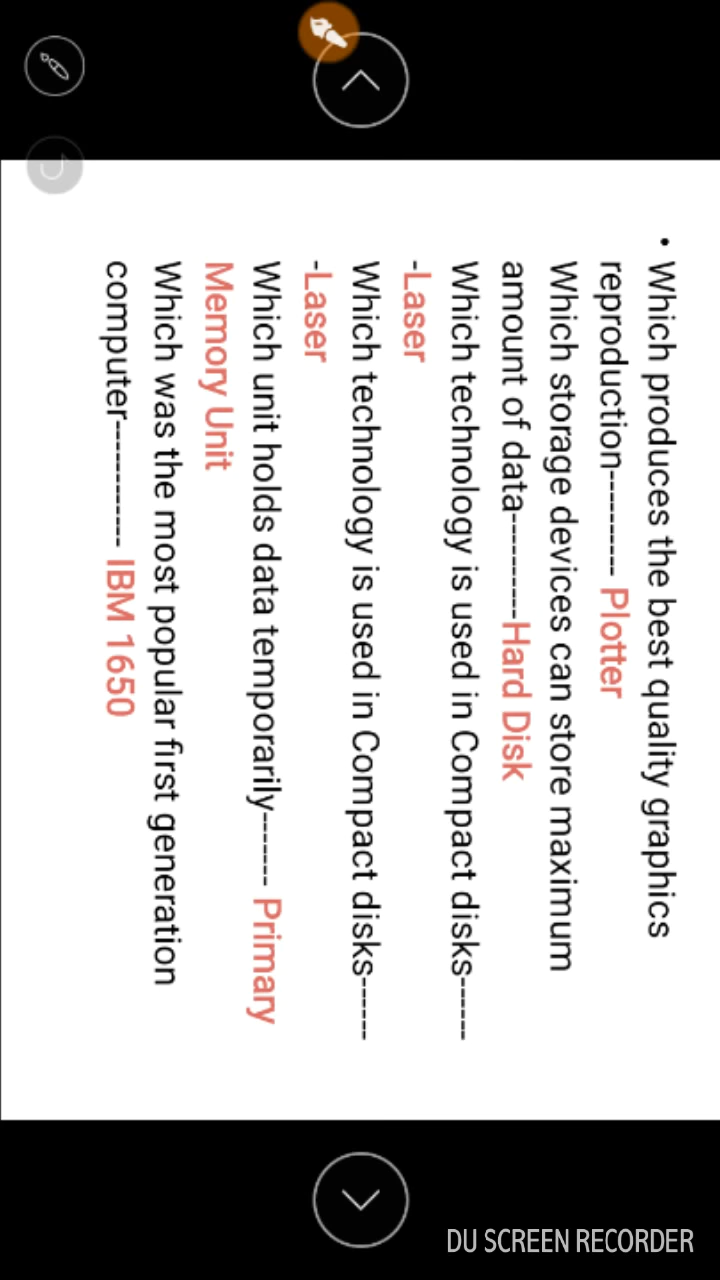 • Which produces the best quality graphics
reproduction---------- Plotter
Which storage devices can store maximum
amount of data----------Hard Disk
Which technology is used in Compact disks------
-Laser
Which technology is used in Compact disks------
-Laser
Which unit holds data temporarily------- Primary
Memory Unit
Which was the most popular first generation
computer------------ IBM 1650
DU SCREEN RECORDER